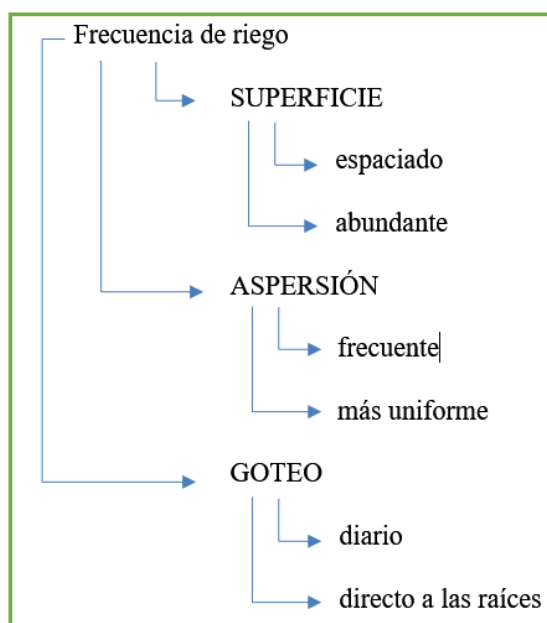 Frecuencia de riego
SUPERFICIE
espaciado
abundante
ASPERSIÓN
frecuente
más uniforme
GOTEO
diario
directo a las raíces